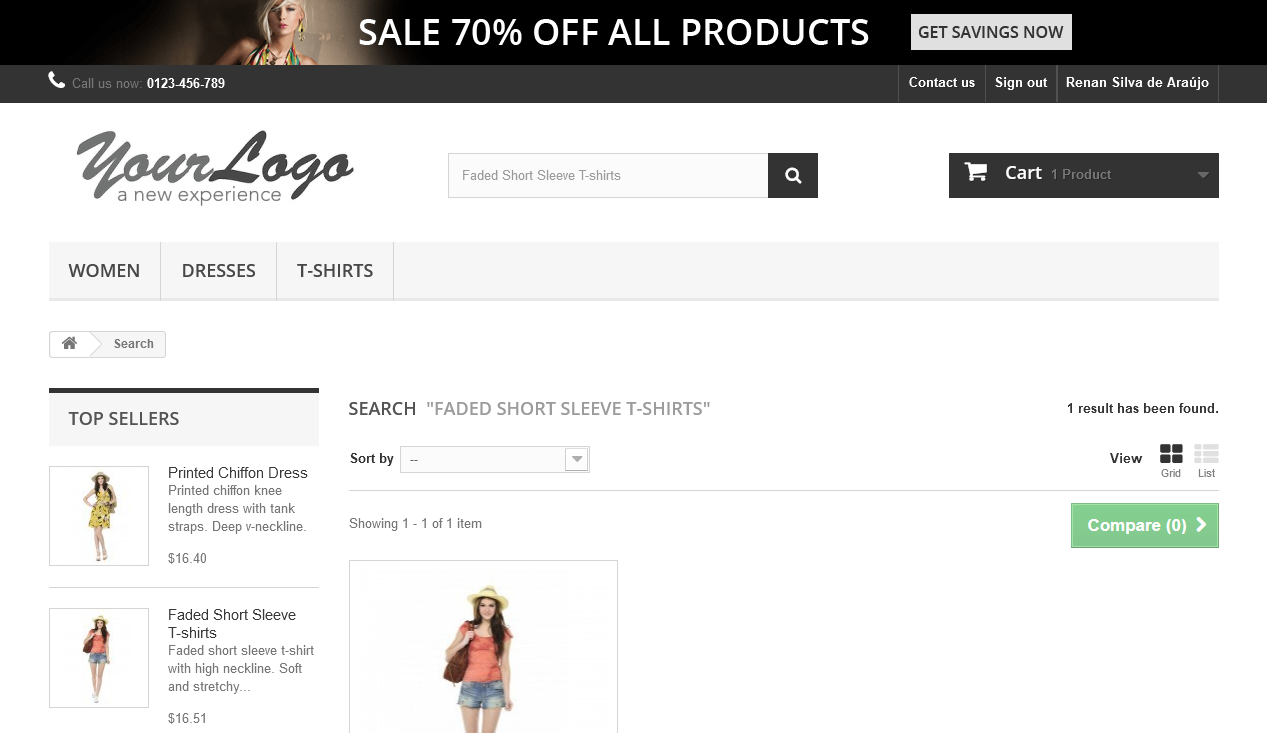 SALE 70% OFF ALL PRODUCTS
GET SAVINGS NOW
Call us now: 0123-456-789
Contact us
Sign out
Renan Silva de Araújo
YourLogo
a new experience
Faded Short Sleeve T-shirts
Cart 1 Product
WOMEN
DRESSES
T-SHIRTS
Search
TOP SELLERS
Printed Chiffon Dress
Printed chiffon knee
length dress with tank
straps. Deep v-neckline.
$16.40
Faded Short Sleeve
T-shirts
Faded short sleeve t-shirt
with high neckline. Soft
and stretchy...
$16.51
SEARCH "FADED SHORT SLEEVE T-SHIRTS"
1 result has been found.
Sort by --
View
Grid
List
Showing 1 - 1 of 1 item
Compare (0)